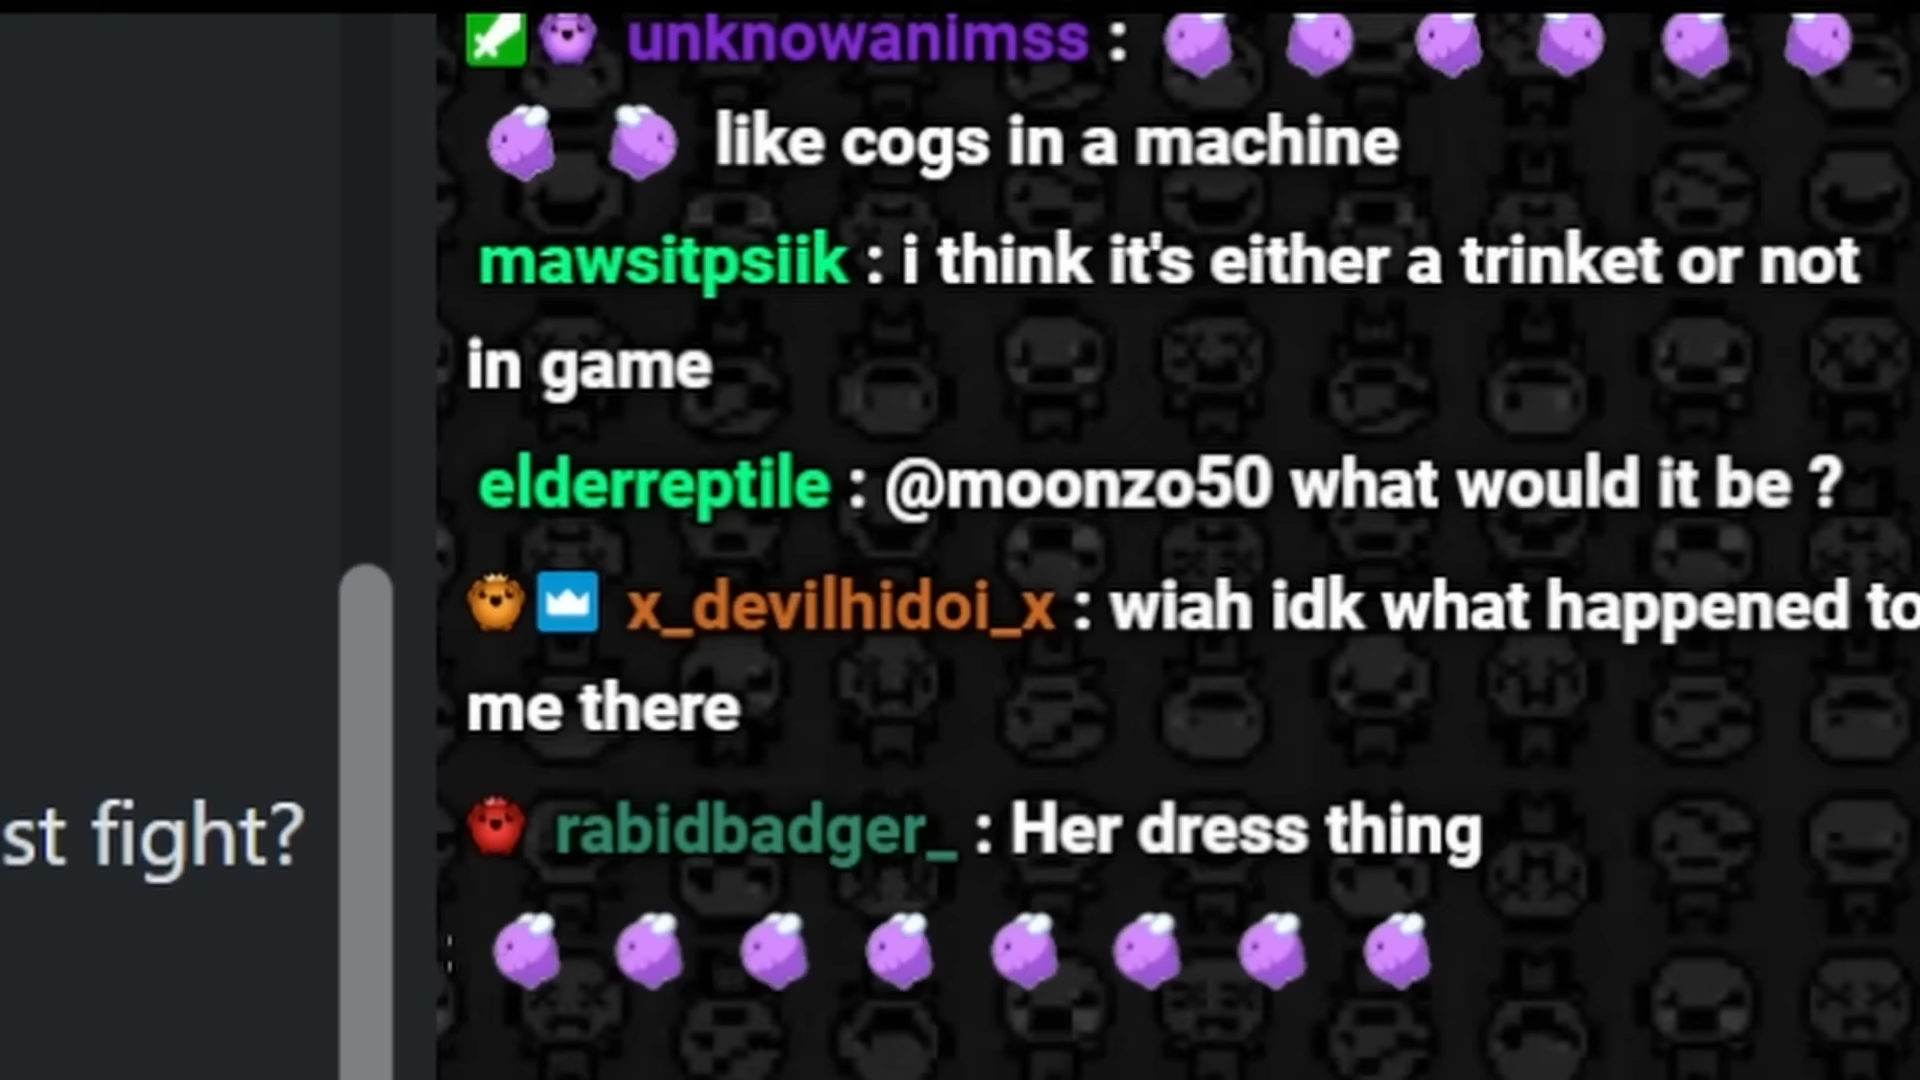 unknowanimss :
like cogs in a machine
mawsitpsiik : i think it's either a trinket or not
in game
elderreptile : @moonzo50 what would it be ?
x_devilhidoi_x : wiah idk what happened to
me there
st fight?
rabidbadger_ : Her dress thing
: